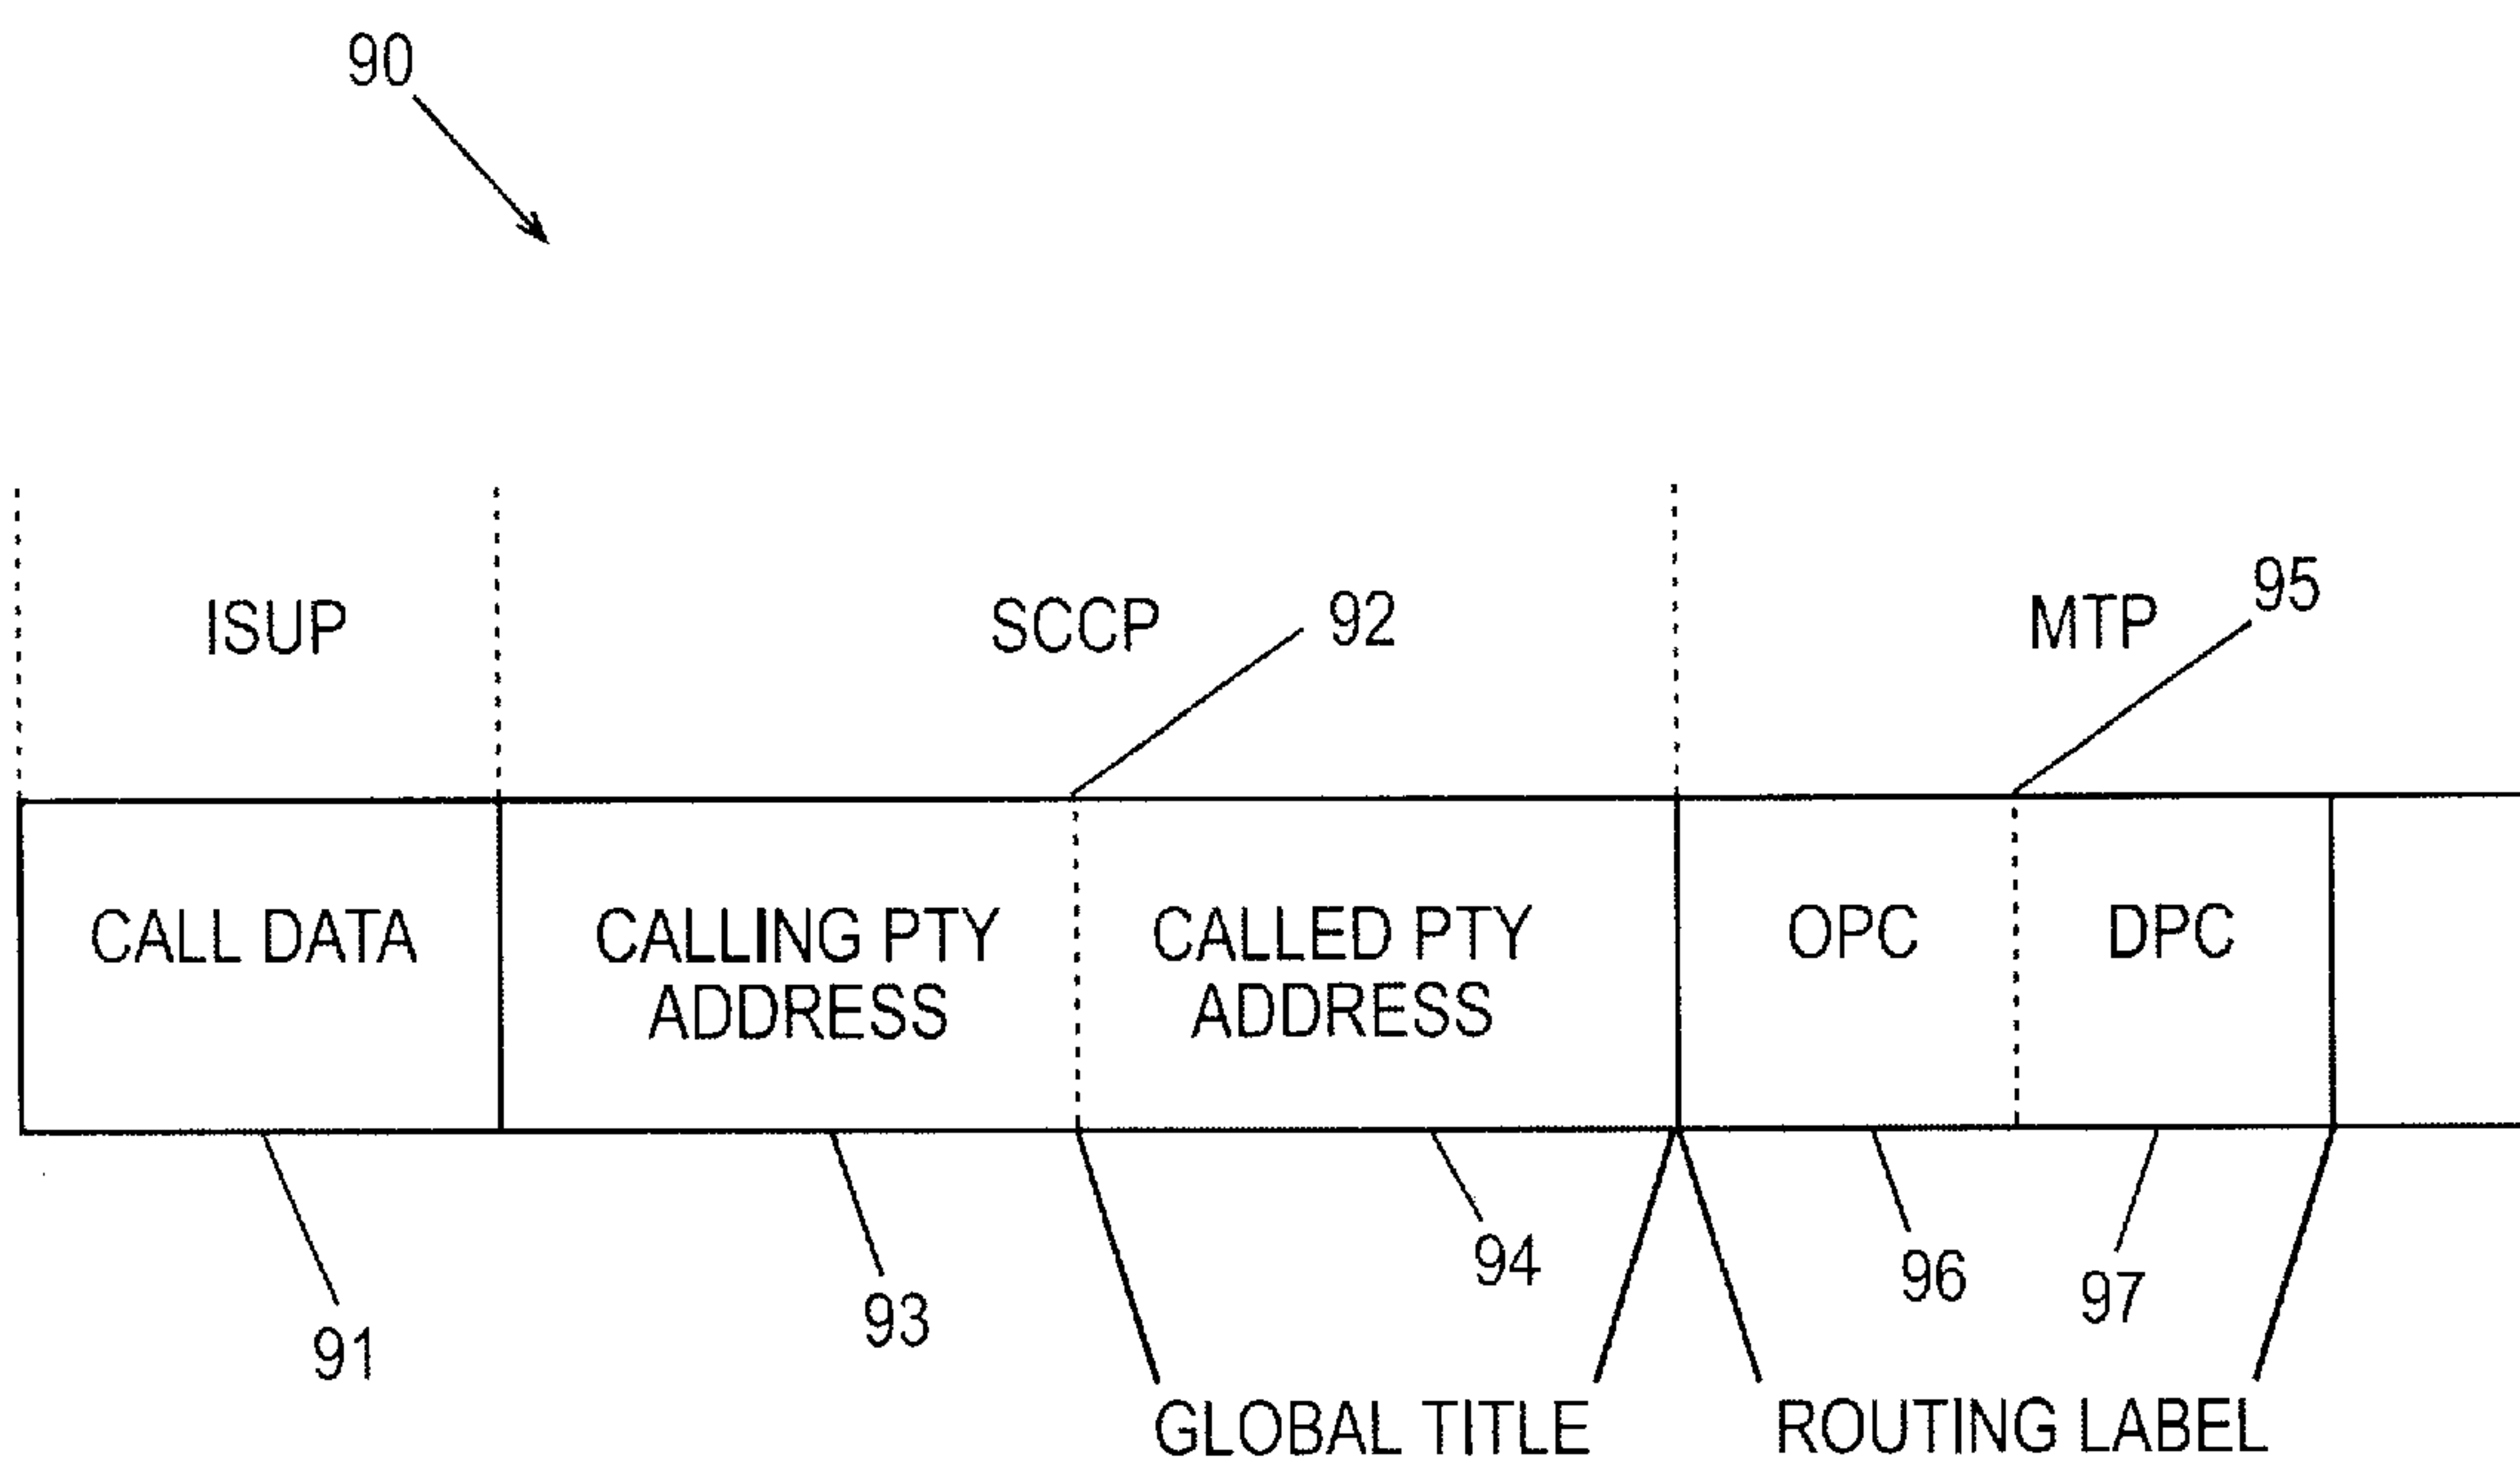 90
ISUP
SCCP
92
MTP
95
CALL DATA
CALLING PTY
ADDRESS
CALLED PTY
ADDRESS
OPC
DPC
91
93
94
96
97
GLOBAL TITLE
ROUTING LABEL